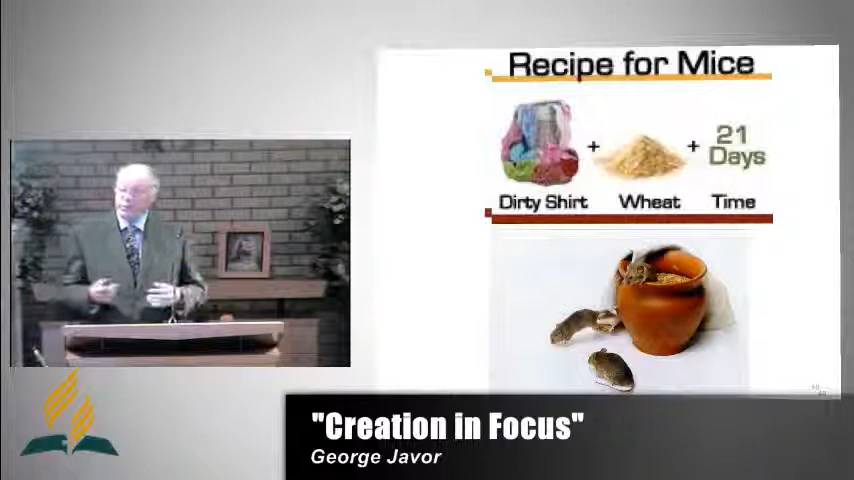 Recipe for Mice
+ + 21 Days
Dirty Shirt Wheat Time
"Creation in Focus"
George Javor